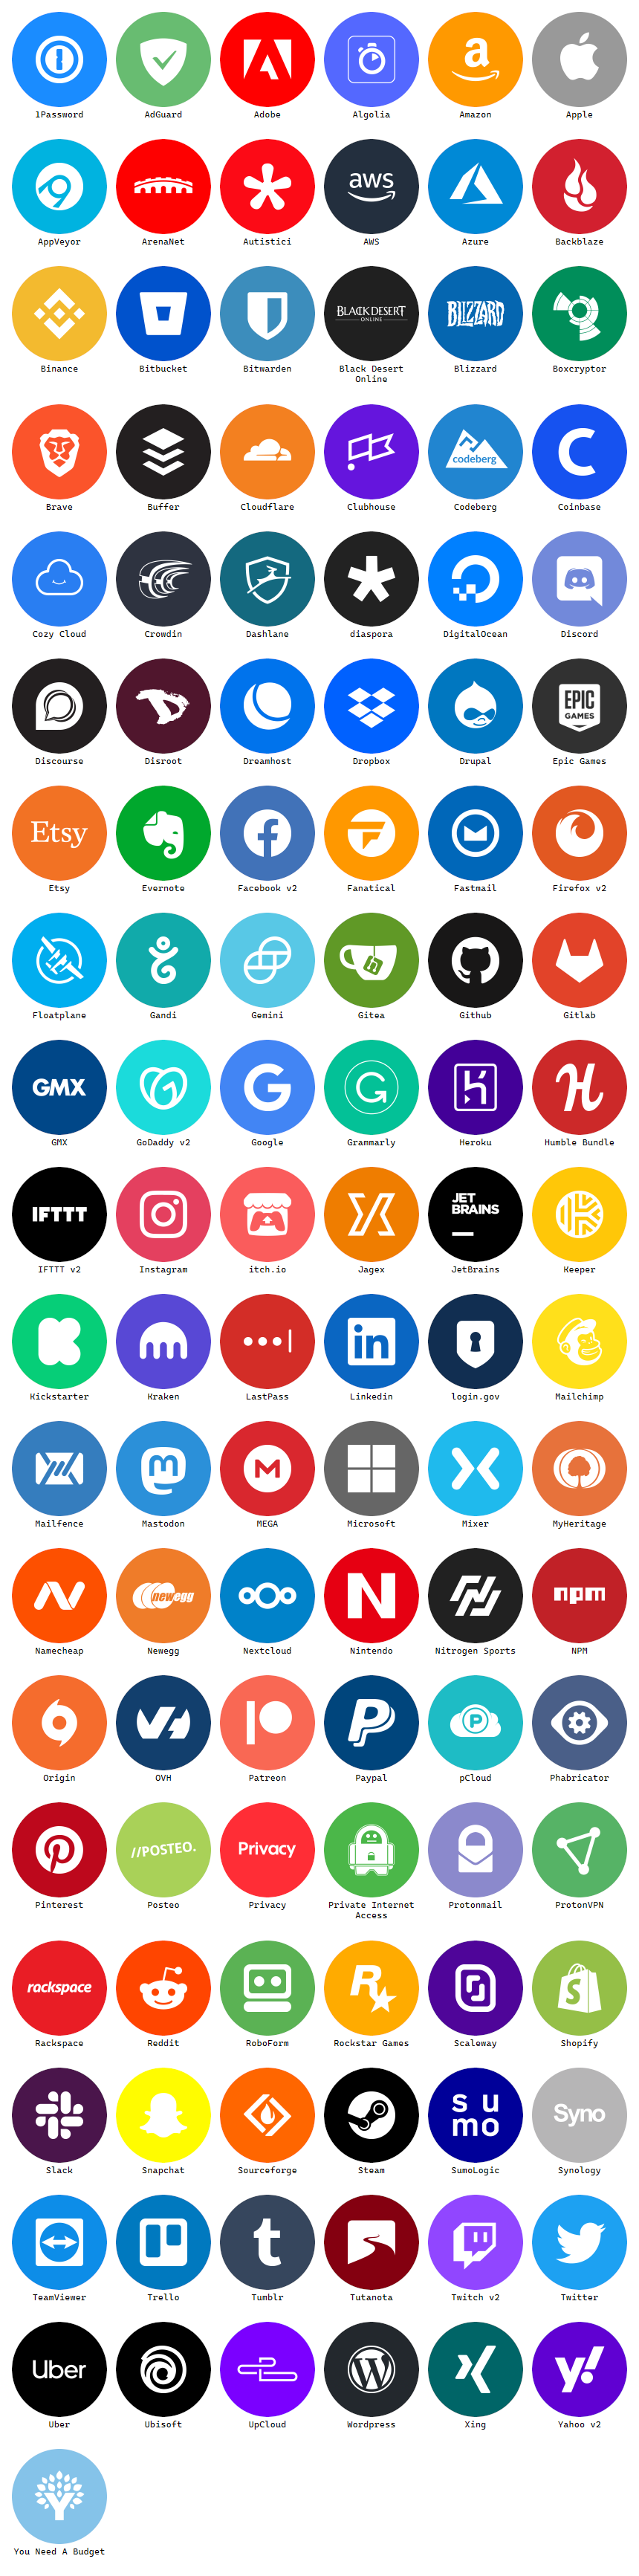 1Password AdGuard Adobe Algolia Amazon Apple
aws
AppVeyor ArenaNet Autistici AWS Azure Backblaze
BLACK DESERT
ONLINE
BLIZZARD
Binance Bitbucket Bitwarden Black Desert Blizzard Boxcryptor
Online
codeberg
Brave Buffer Cloudflare Clubhouse Codeberg Coinbase
Cozy Cloud Crowdin Dashlane diaspora DigitalOcean Discord
EPIC
GAMES
Discourse Disroot Dreamhost Dropbox Drupal Epic Games
Etsy
Etsy Evernote Facebook v2 Fanatical Fastmail Firefox v2
Floatplane Gandi Gemini Gitea Github Gitlab
GMX
GMX GoDaddy v2 Google Grammarly Heroku Humble Bundle
IFTTT
JET
BRAINS
IFTTT v2 Instagram itch.io Jagex JetBrains Keeper
in
Kickstarter Kraken LastPass Linkedin login.gov Mailchimp
Mailfence Mastodon MEGA Microsoft Mixer MyHeritage
newegg
npm
Namecheap Newegg Nextcloud Nintendo Nitrogen Sports NPM
Origin OVH Patreon Paypal pCloud Phabricator
//POSTEO.
Privacy
Pinterest Posteo Privacy Private Internet Protonmail ProtonVPN
Access
rackspace
Rackspace Reddit RoboForm Rockstar Games Scaleway Shopify
su
mo
Syno
Slack Snapchat Sourceforge Steam SumoLogic Synology
TeamViewer Trello Tumblr Tutanota Twitch v2 Twitter
Uber
y!
Uber Ubisoft UpCloud Wordpress Xing Yahoo v2
You Need A Budget